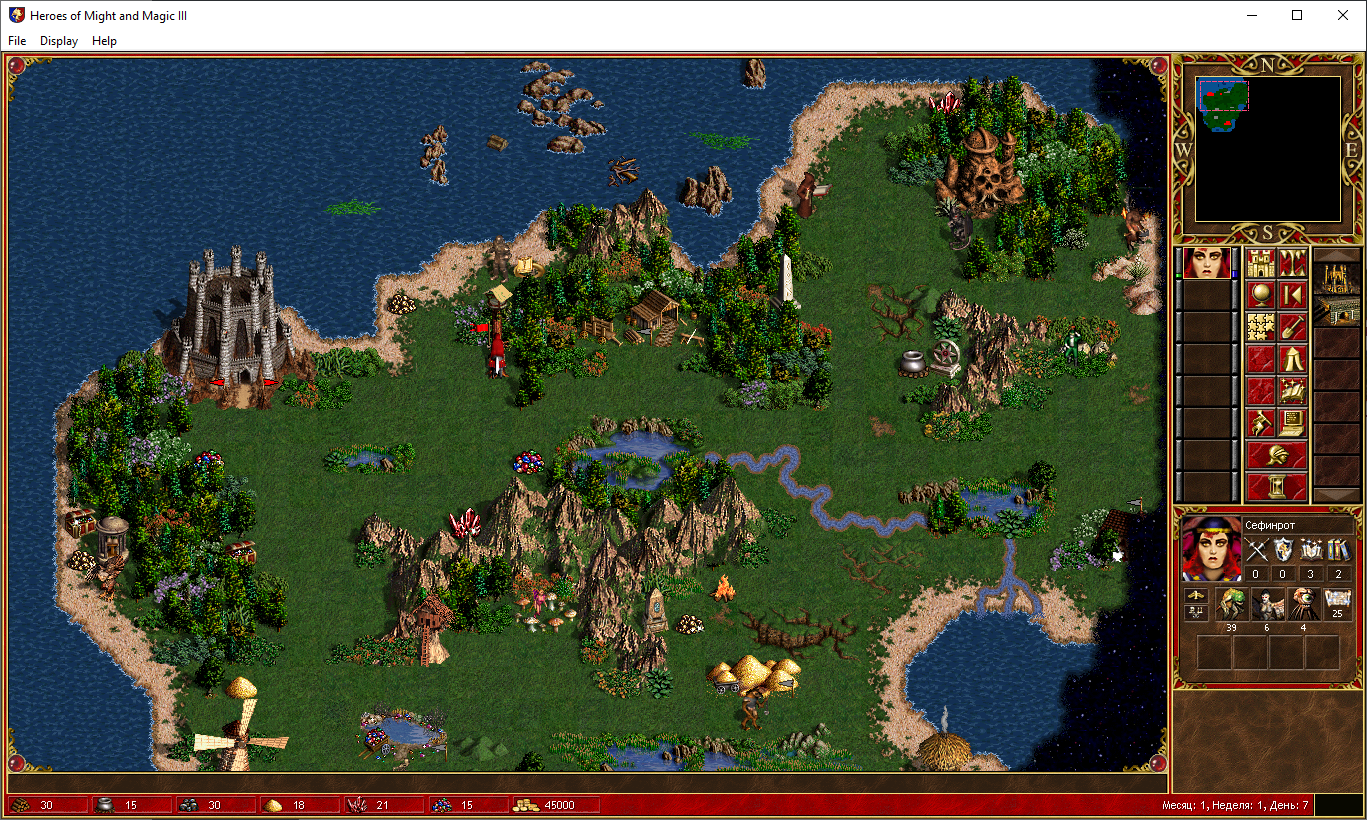 Heroes of Might and Magic III
File Display Help
N
W E
S
Сефинрот
0 0 3 2
25
39 6 4
30 15 30 18 21 15 45000
Месяц: 1, Неделя: 1, День: 7